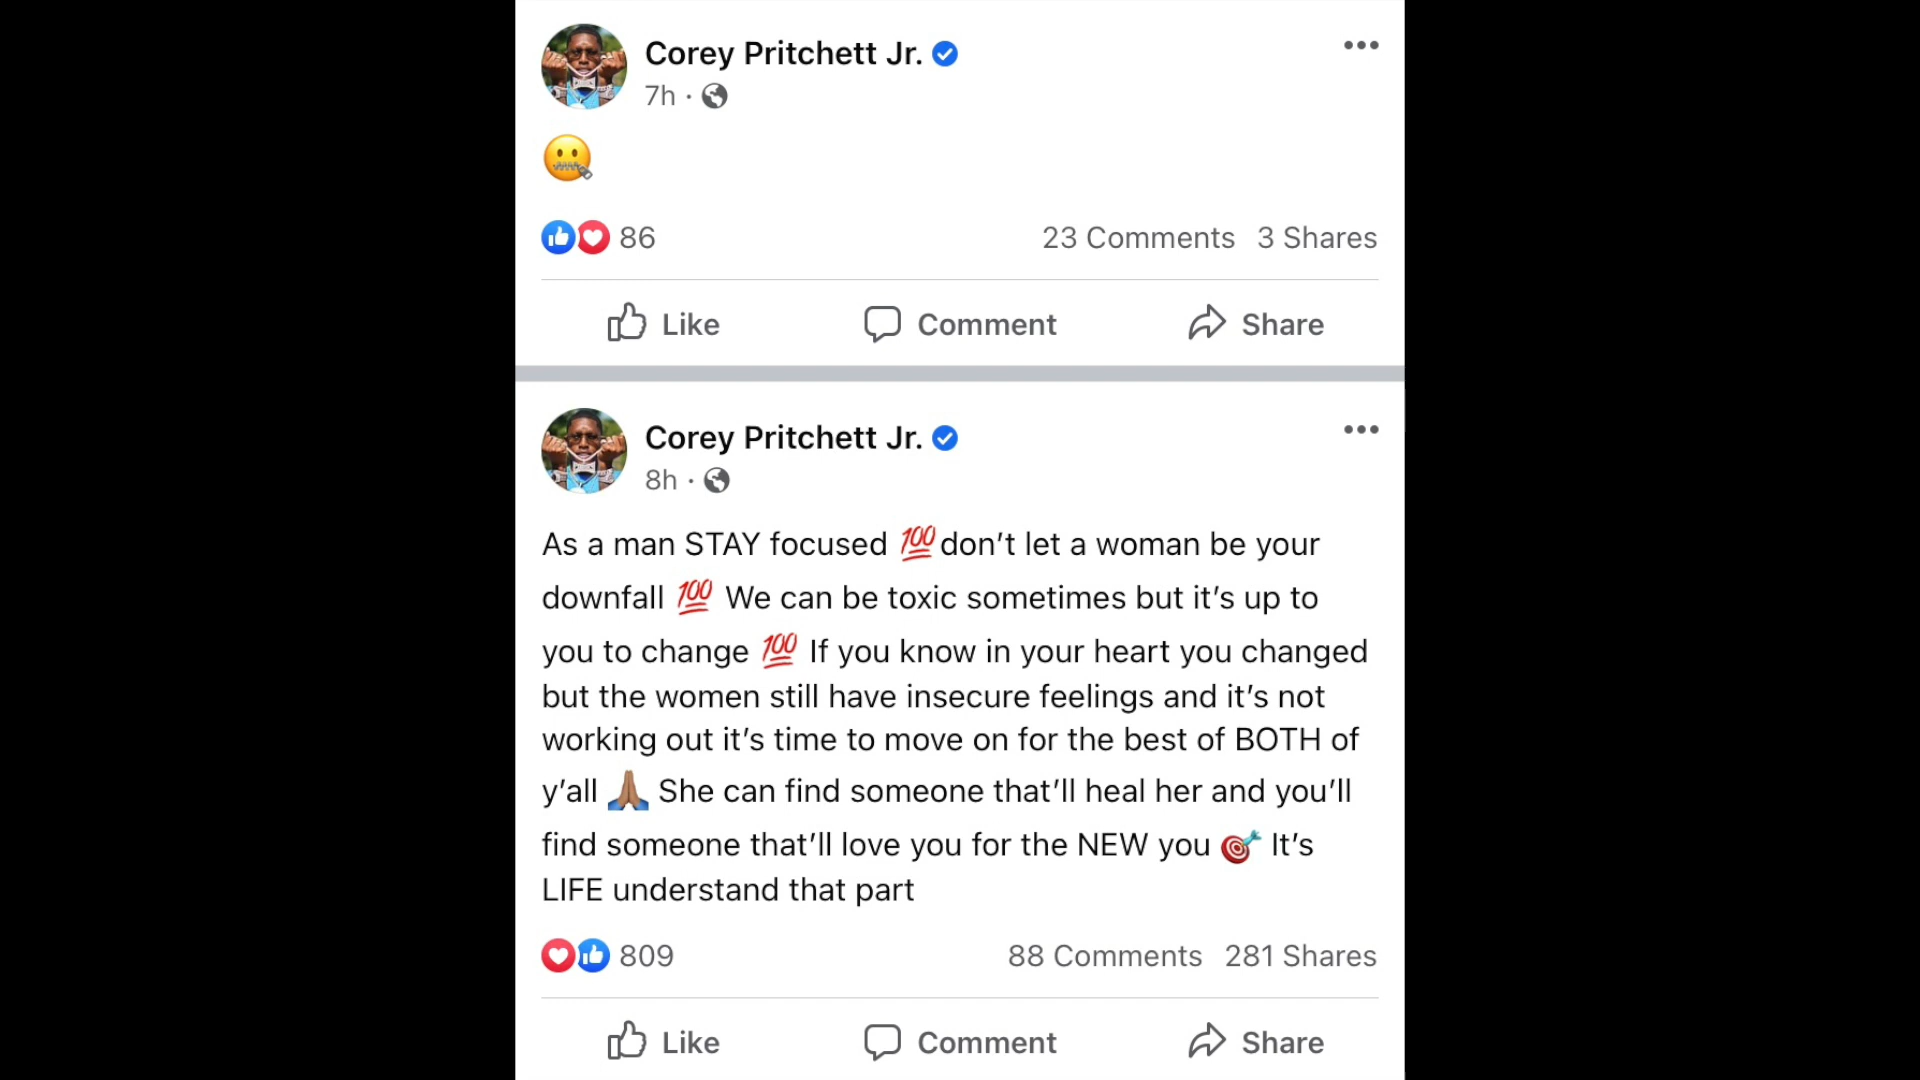 Corey Pritchett Jr.
7h ·
🤐
86
23 Comments 3 Shares
Like Comment Share
Corey Pritchett Jr.
8h ·
As a man STAY focused 💯don’t let a woman be your
downfall 💯 We can be toxic sometimes but it’s up to
you to change 💯 If you know in your heart you changed
but the women still have insecure feelings and it’s not
working out it’s time to move on for the best of BOTH of
y’all 🙏🏽 She can find someone that’ll heal her and you’ll
find someone that’ll love you for the NEW you 🎯 It’s
LIFE understand that part
809
88 Comments 281 Shares
Like Comment Share